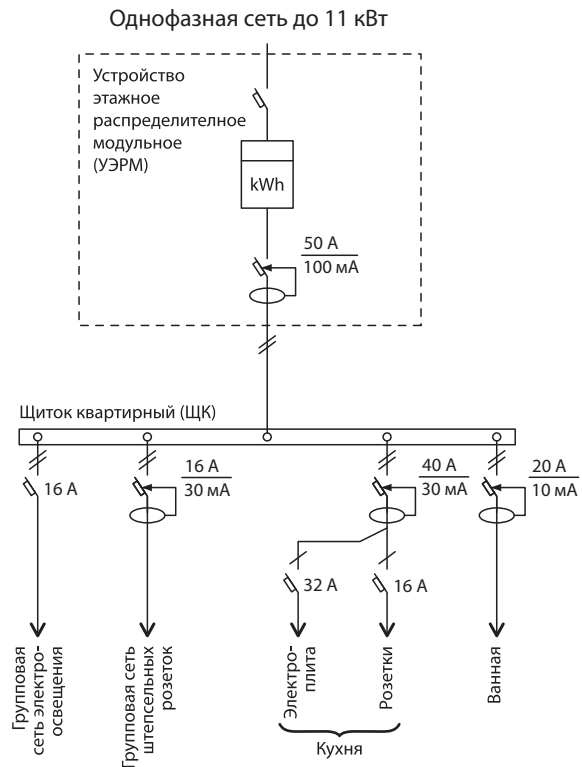 Однофазная сеть до 11 кВт
Устройство
этажное
распределителное
модульное
(УЭРМ)
kWh
50 А
100 мА
Щиток квартирный (ЩК)
16 А
16 А
30 мА
40 А
30 мА
20 А
10 мА
32 А
16 А
Групповая
сеть электро-
освещения
Групповая сеть
штепсельных
розеток
Электро-
плита
Розетки
Ванная
Кухня